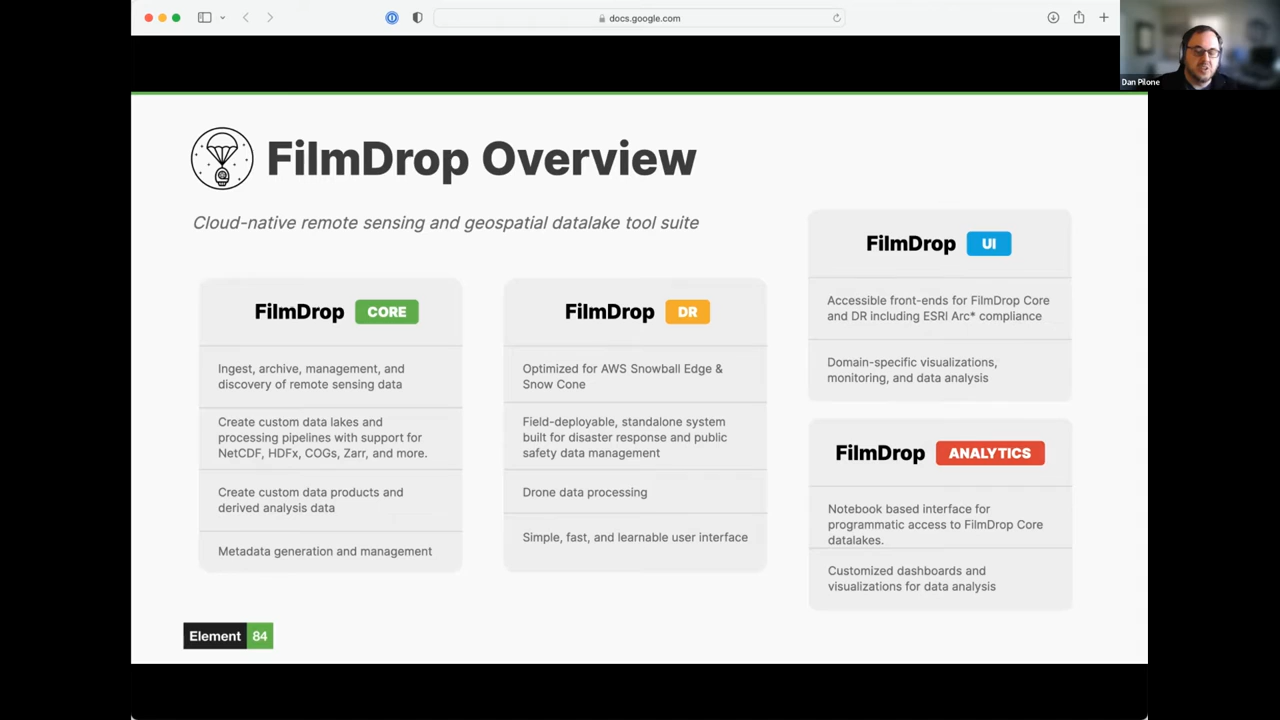 docs.google.com
Dan Pilone
FilmDrop Overview
Cloud-native remote sensing and geospatial datalake tool suite
FilmDrop CORE
Ingest, archive, management, and
discovery of remote sensing data
Create custom data lakes and
processing pipelines with support for
NetCDF, HDFx, COGs, Zarr, and more.
Create custom data products and
derived analysis data
Metadata generation and management
FilmDrop DR
Optimized for AWS Snowball Edge &
Snow Cone
Field-deployable, standalone system
built for disaster response and public
safety data management
Drone data processing
Simple, fast, and learnable user interface
FilmDrop UI
Accessible front-ends for FilmDrop Core
and DR including ESRI Arc* compliance
Domain-specific visualizations,
monitoring, and data analysis
FilmDrop ANALYTICS
Notebook based interface for
programmatic access to FilmDrop Core
datalakes.
Customized dashboards and
visualizations for data analysis
Element 84